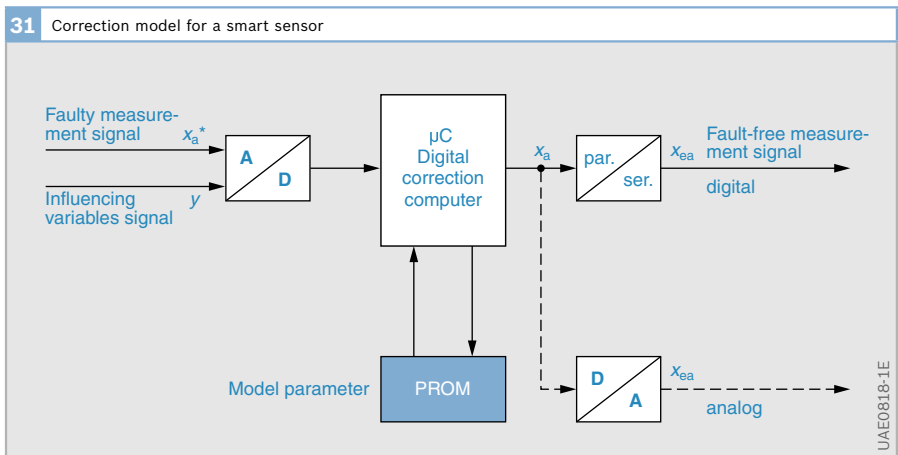 31 Correction model for a smart sensor
Faulty measure-
ment signal xa*
Influencing y
variables signal
A
D
µC
Digital
correction
computer
xa
par.
ser.
xea
Fault-free measure-
ment signal
digital
Model parameter
PROM
D
A
xea
analog
UAE0818-1E